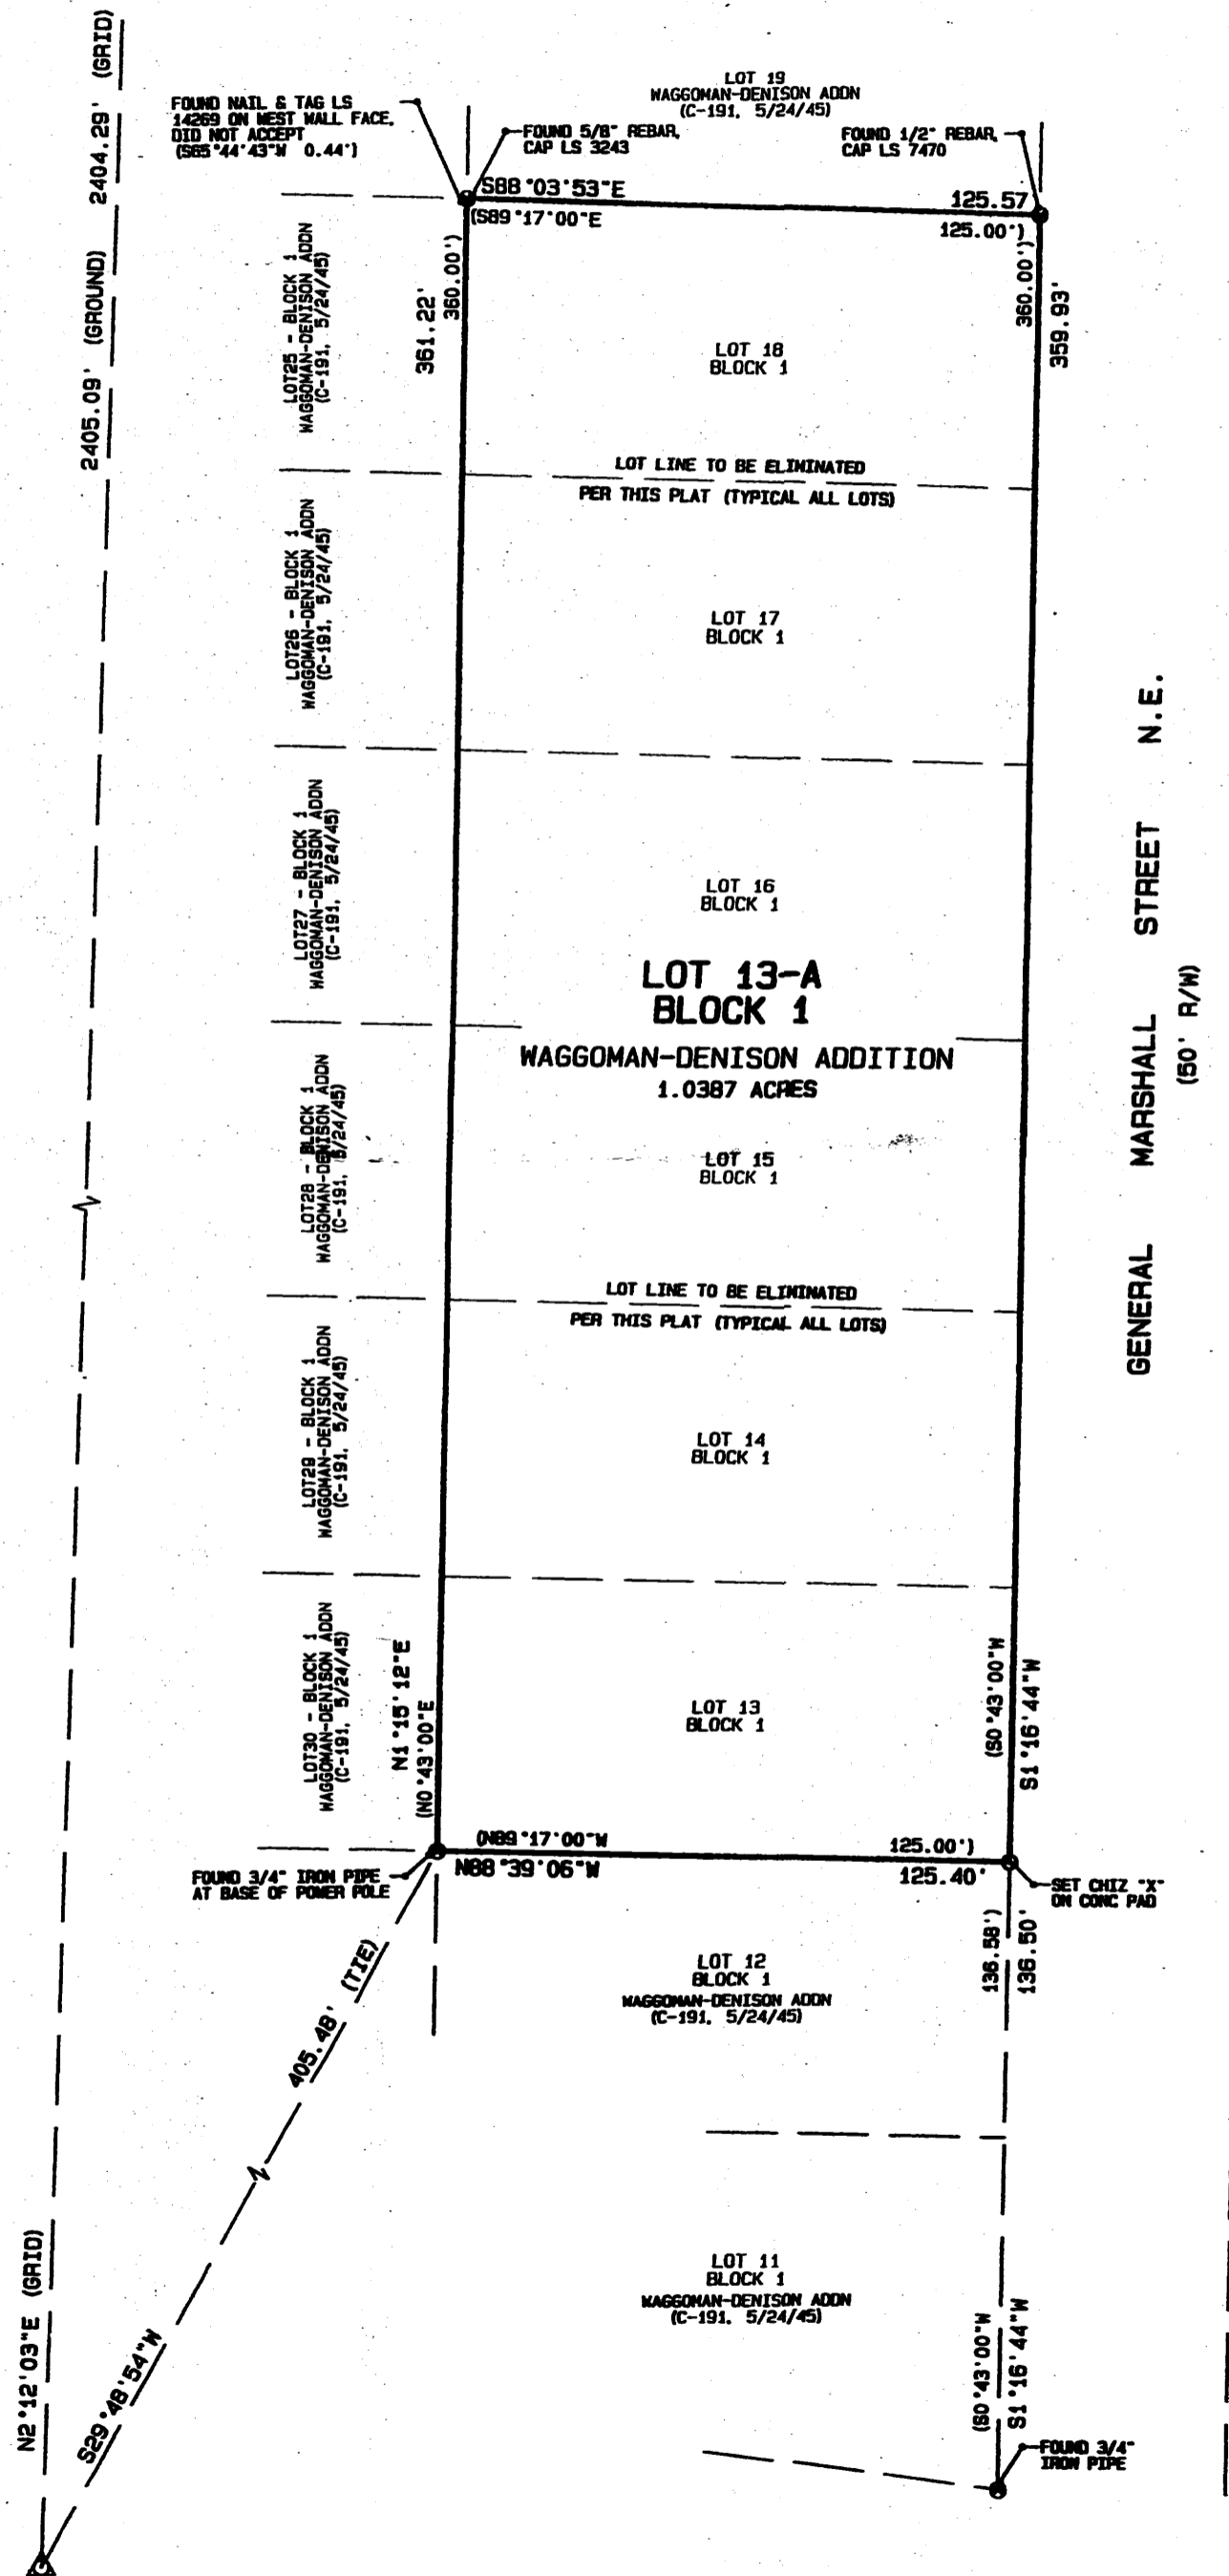 2404.29' (GRID)
2405.09' (GROUND)
N2°12'03"E (GRID)
FOUND NAIL & TAG LS
14269 ON WEST WALL FACE,
DID NOT ACCEPT
(S65°44'43"W 0.44')
LOT 19
WAGGOMAN-DENISON ADDN
(C-191, 5/24/45)
FOUND 5/8" REBAR,
CAP LS 3243
FOUND 1/2" REBAR,
CAP LS 7470
S88°03'53"E 125.57
(S89°17'00"E 125.00')
361.22'
360.00')
360.00')
359.93'
LOT25 - BLOCK 1
WAGGOMAN-DENISON ADDN
(C-191, 5/24/45)
LOT 18
BLOCK 1
LOT LINE TO BE ELIMINATED
PER THIS PLAT (TYPICAL ALL LOTS)
LOT26 - BLOCK 1
WAGGOMAN-DENISON ADDN
(C-191, 5/24/45)
LOT 17
BLOCK 1
LOT27 - BLOCK 1
WAGGOMAN-DENISON ADDN
(C-191, 5/24/45)
LOT 16
BLOCK 1
LOT 13-A
BLOCK 1
WAGGOMAN-DENISON ADDITION
1.0387 ACRES
GENERAL MARSHALL STREET N.E.
(50' R/W)
LOT28 - BLOCK 1
WAGGOMAN-DENISON ADDN
(C-191, 5/24/45)
LOT 15
BLOCK 1
LOT LINE TO BE ELIMINATED
PER THIS PLAT (TYPICAL ALL LOTS)
LOT29 - BLOCK 1
WAGGOMAN-DENISON ADDN
(C-191, 5/24/45)
LOT 14
BLOCK 1
LOT30 - BLOCK 1
WAGGOMAN-DENISON ADDN
(C-191, 5/24/45)
N1°15'12"E
(N0°43'00"E
LOT 13
BLOCK 1
(S0°43'00"W
S1°16'44"W
(N89°17'00"W 125.00')
N88°39'06"W 125.40'
FOUND 3/4" IRON PIPE
AT BASE OF POWER POLE
SET CHIZ "X"
ON CONC PAD
136.58')
136.50'
LOT 12
BLOCK 1
WAGGOMAN-DENISON ADDN
(C-191, 5/24/45)
405.48' (TIE)
S29°48'54"W
LOT 11
BLOCK 1
WAGGOMAN-DENISON ADDN
(C-191, 5/24/45)
(S0°43'00"W
S1°16'44"W
FOUND 3/4"
IRON PIPE